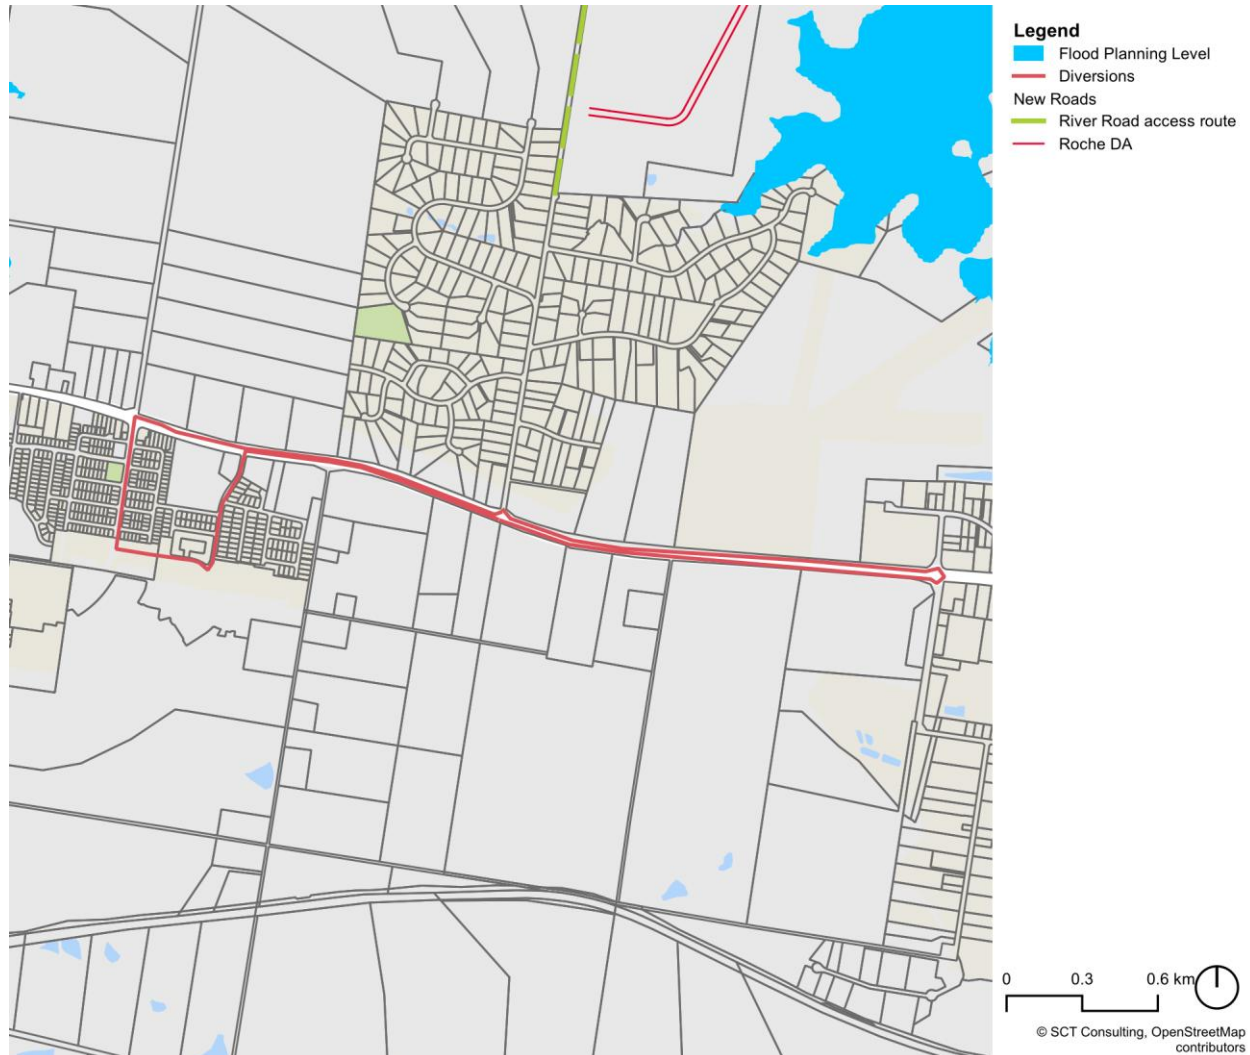 Legend
Flood Planning Level
Diversions
New Roads
River Road access route
Roche DA
0 0.3 0.6 km
© SCT Consulting, OpenStreetMap
contributors